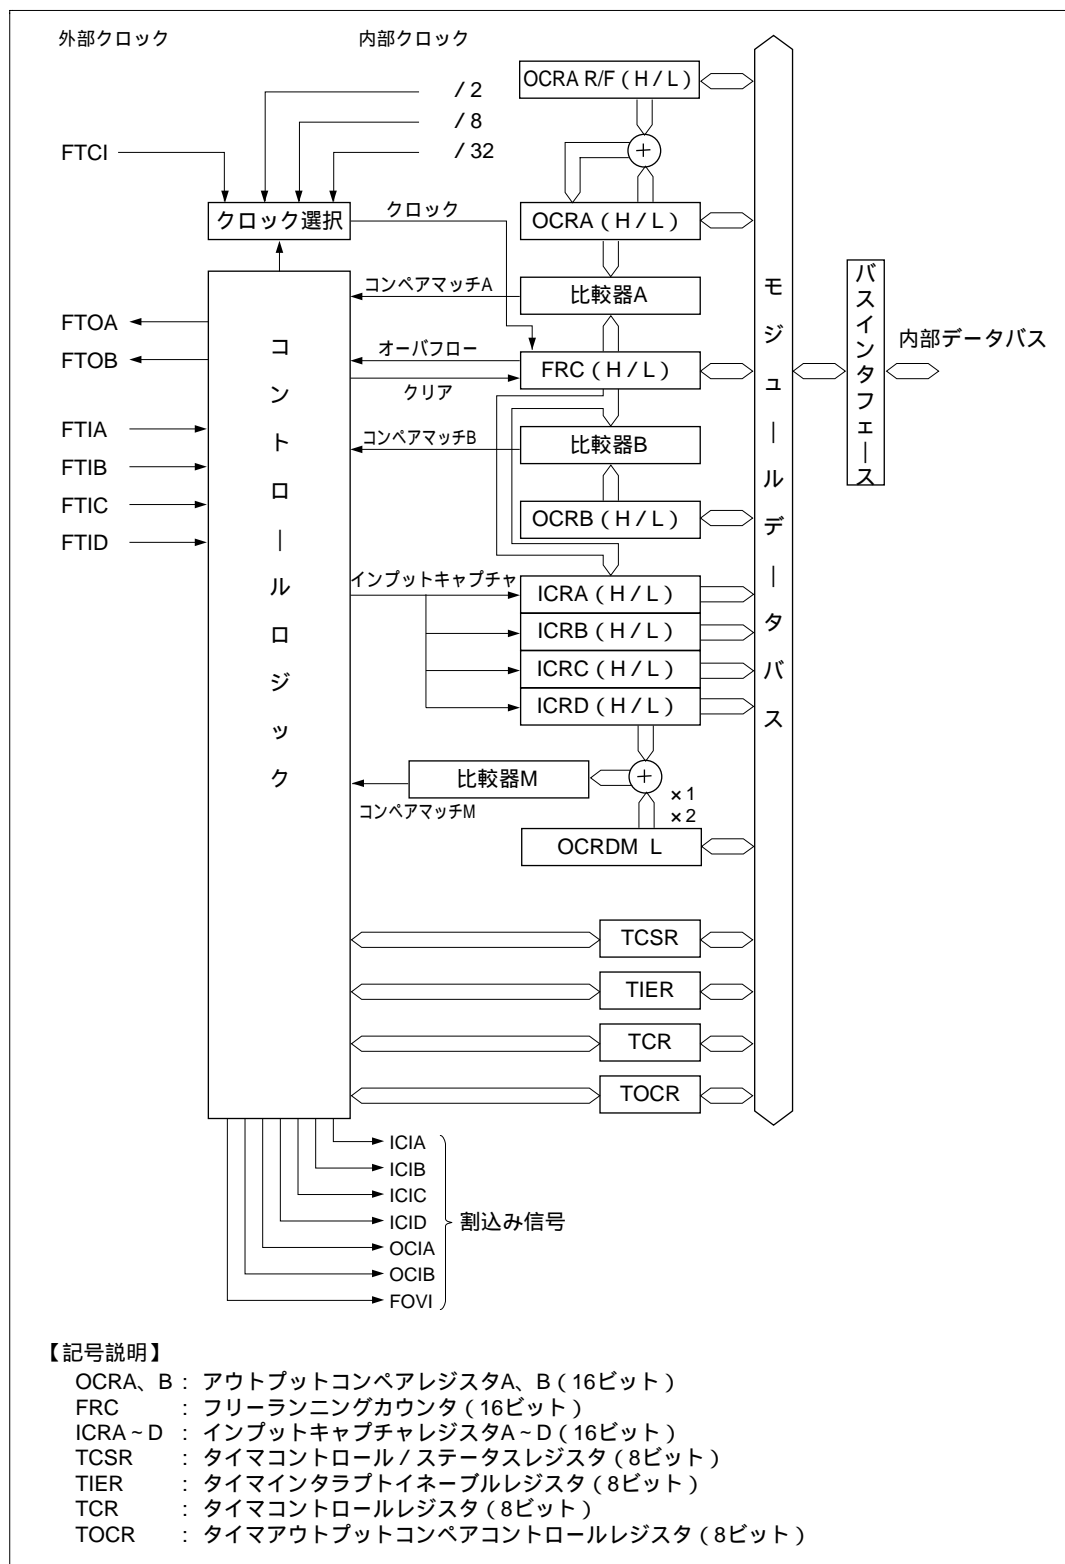 外部クロック
内部クロック
/ 2
/ 8
/ 32
FTCI
クロック選択
クロック
OCRA R/F ( H / L )
+
OCRA ( H / L )
コンペアマッチA
比較器A
FTOA
FTOB
オーバフロー
FRC ( H / L )
クリア
FTIA
FTIB
FTIC
FTID
コンペアマッチB
比較器B
OCRB ( H / L )
コントロールロジック
インプットキャプチャ
ICRA ( H / L )
ICRB ( H / L )
ICRC ( H / L )
ICRD ( H / L )
比較器M
コンペアマッチM
+
×1
×2
OCRDM L
モジュールデータバス
バスインタフェース
内部データバス
TCSR
TIER
TCR
TOCR
ICIA
ICIB
ICIC
ICID
OCIA
OCIB
FOVI
割込み信号
【記号説明】
OCRA、B : アウトプットコンペアレジスタA、B ( 16ビット )
FRC : フリーランニングカウンタ ( 16ビット )
ICRA ~ D : インプットキャプチャレジスタA ~ D ( 16ビット )
TCSR : タイマコントロール / ステータスレジスタ ( 8ビット )
TIER : タイマインタラプトイネーブルレジスタ ( 8ビット )
TCR : タイマコントロールレジスタ ( 8ビット )
TOCR : タイマアウトプットコンペアコントロールレジスタ ( 8ビット )